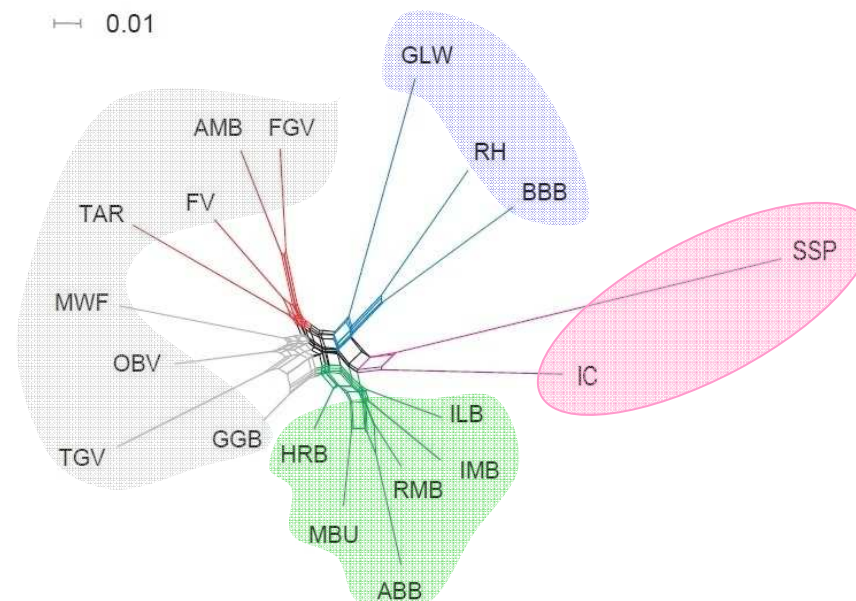 0.01
GLW
AMB FGV
RH
BBB
FV
TAR
SSP
MWF
OBV
IC
ILB
GGB
HRB
TGV
IMB
RMB
MBU
ABB